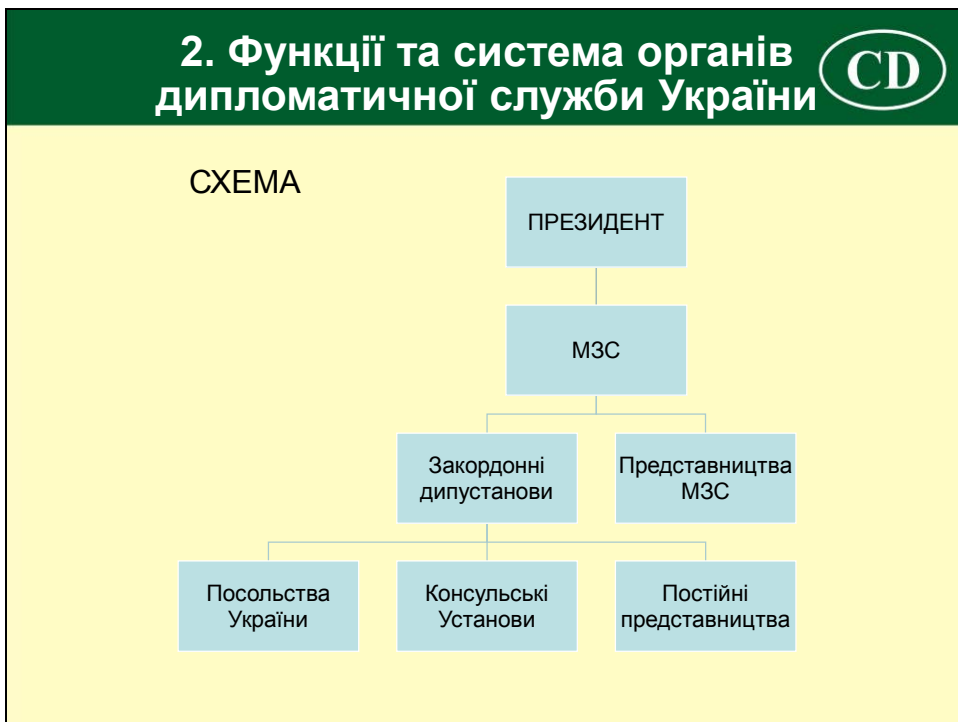 2. Функції та система органів
дипломатичної служби України
CD
СХЕМА
ПРЕЗИДЕНТ
МЗС
Закордонні
дипустанови
Представництва
МЗС
Посольства
України
Консульські
Установи
Постійні
представництва